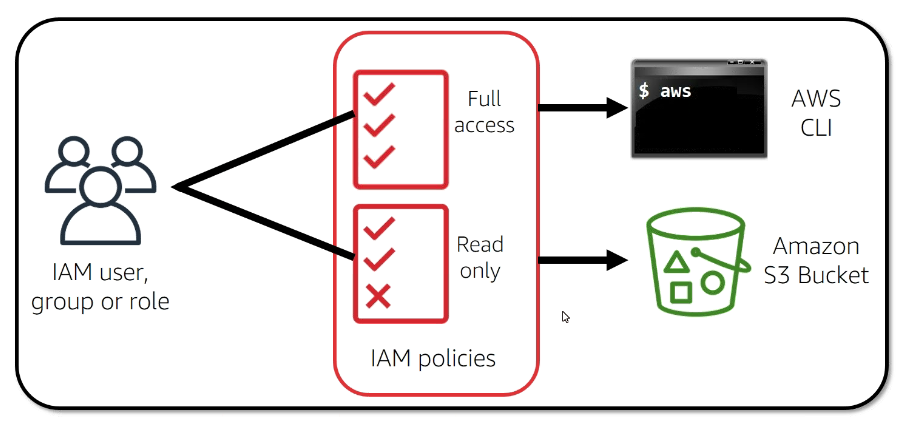 Full
access
$ aws
AWS
CLI
IAM user,
group or role
Read
only
Amazon
S3 Bucket
IAM policies